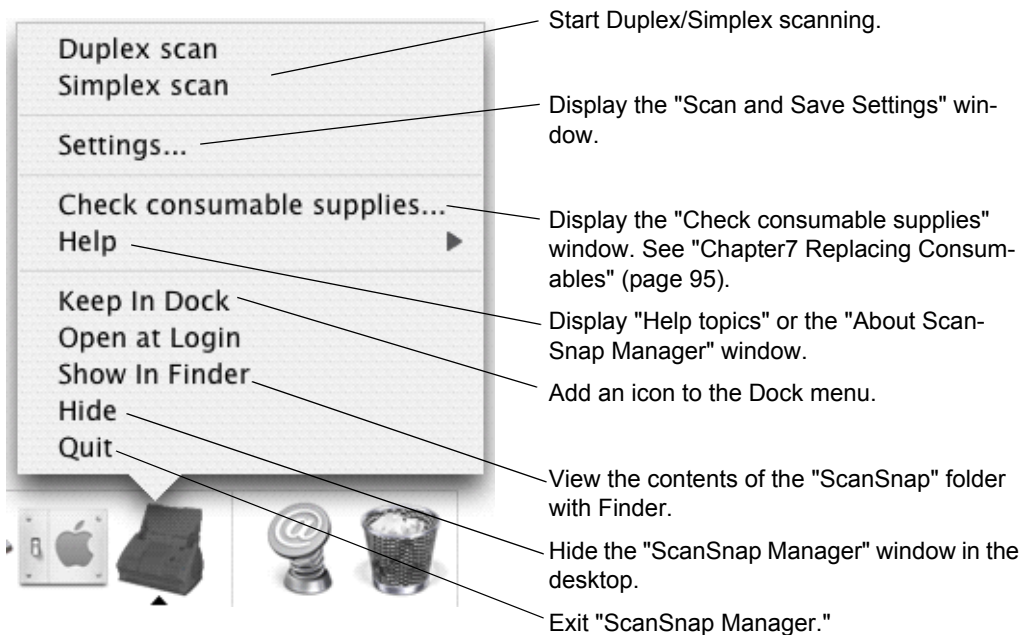 Duplex scan
Simplex scan
Settings...
Check consumable supplies...
Help
Keep In Dock
Open at Login
Show In Finder
Hide
Quit
Start Duplex/Simplex scanning.
Display the "Scan and Save Settings" win-
dow.
Display the "Check consumable supplies"
window. See "Chapter7 Replacing Consum-
ables" (page 95).
Display "Help topics" or the "About Scan-
Snap Manager" window.
Add an icon to the Dock menu.
View the contents of the "ScanSnap" folder
with Finder.
Hide the "ScanSnap Manager" window in the
desktop.
Exit "ScanSnap Manager."
@